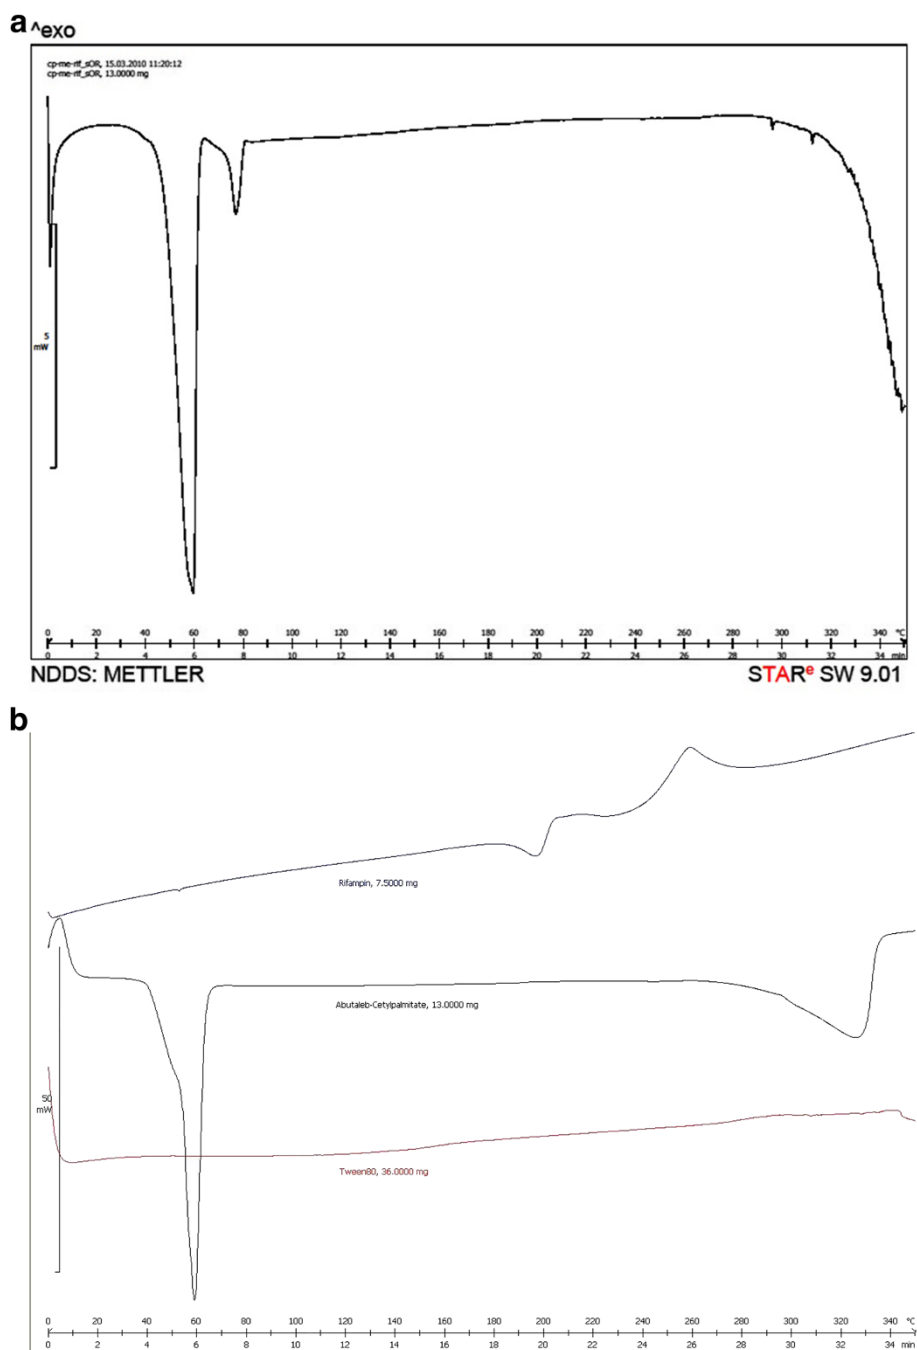 a ^exo
cp-me-rif_sOR, 15.03.2010 11:20:12
cp-me-rif_sOR, 13.0000 mg
5
mW
0 20 40 60 80 100 120 140 160 180 200 220 240 260 280 300 320 340 °C
0 2 4 6 8 10 12 14 16 18 20 22 24 26 28 30 32 34 min
NDDS: METTLER STARe SW 9.01
b
Rifampin, 7.5000 mg
Abutaleb-Cetylpalmitate, 13.0000 mg
50
mW
Tween80, 36.0000 mg
0 20 40 60 80 100 120 140 160 180 200 220 240 260 280 300 320 340 °C
0 2 4 6 8 10 12 14 16 18 20 22 24 26 28 30 32 34 min